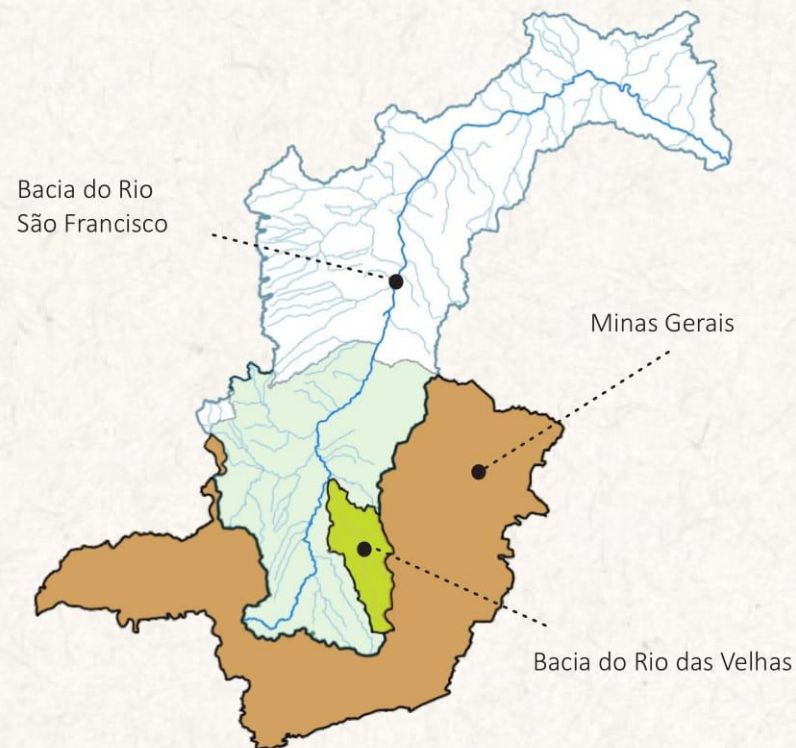 Bacia do Rio
São Francisco
Minas Gerais
Bacia do Rio das Velhas